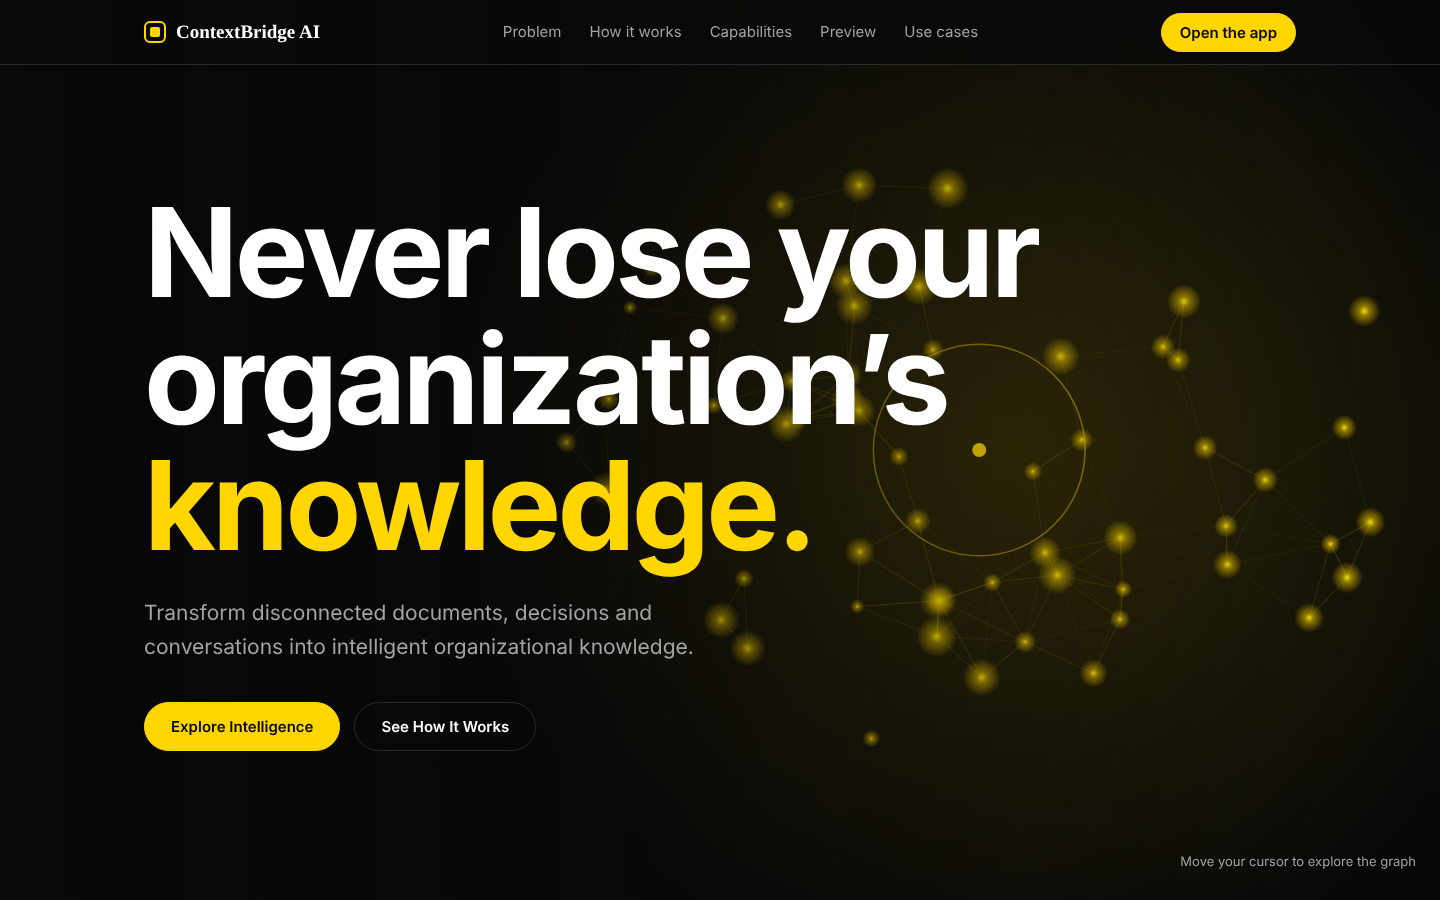 ContextBridge AI
Problem
How it works
Capabilities
Preview
Use cases
Open the app
Never lose your
organization’s
knowledge.
Transform disconnected documents, decisions and
conversations into intelligent organizational knowledge.
Explore Intelligence
See How It Works
Move your cursor to explore the graph